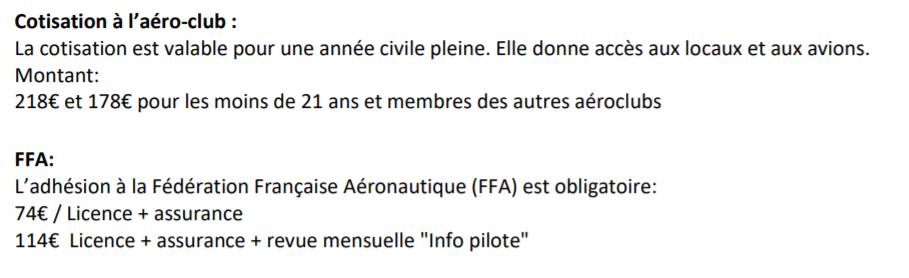 Cotisation à l’aéro-club :
La cotisation est valable pour une année civile pleine. Elle donne accès aux locaux et aux avions.
Montant:
218€ et 178€ pour les moins de 21 ans et membres des autres aéroclubs
FFA:
L’adhésion à la Fédération Française Aéronautique (FFA) est obligatoire:
74€ / Licence + assurance
114€  Licence + assurance + revue mensuelle "Info pilote"